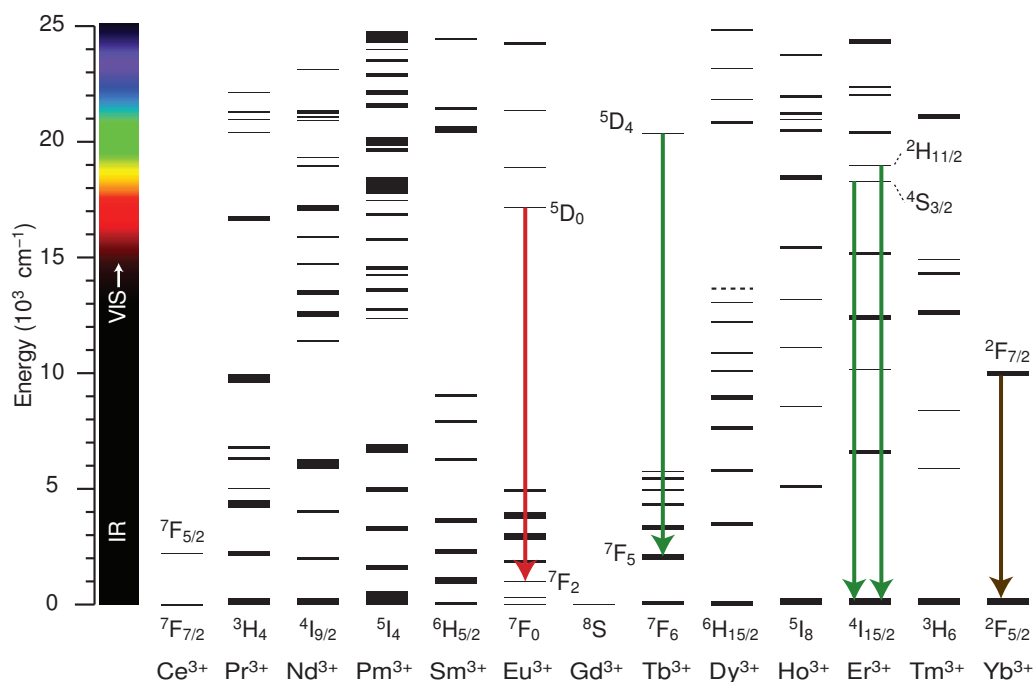 25
20
15
10
5
0
Energy (10³ cm⁻¹)
VIS→
IR
⁷F₅/₂
⁵D₀
⁷F₂
⁵D₄
⁷F₅
²H₁₁/₂
⁴S₃/₂
²F₇/₂
⁷F₇/₂ ³H₄ ⁴I₉/₂ ⁵I₄ ⁶H₅/₂ ⁷F₀ ⁸S ⁷F₆ ⁶H₁₅/₂ ⁵I₈ ⁴I₁₅/₂ ³H₆ ²F₅/₂
Ce³⁺ Pr³⁺ Nd³⁺ Pm³⁺ Sm³⁺ Eu³⁺ Gd³⁺ Tb³⁺ Dy³⁺ Ho³⁺ Er³⁺ Tm³⁺ Yb³⁺